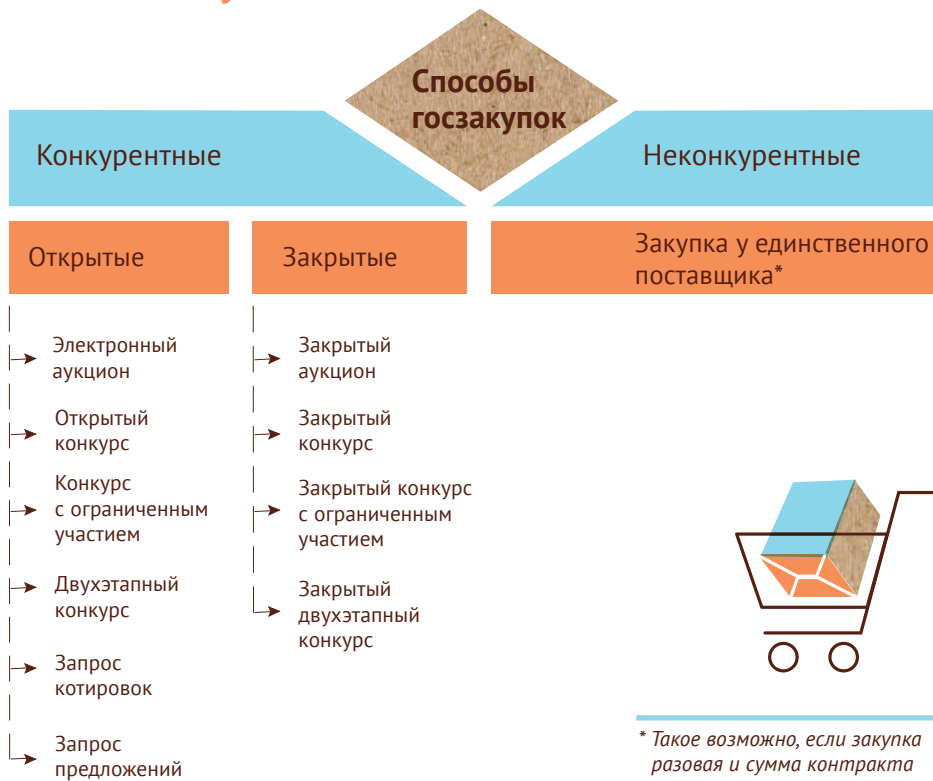 Способы
госзакупок
Конкурентные
Неконкурентные
Открытые
Закрытые
Закупка у единственного
поставщика*
Электронный
аукцион
Открытый
конкурс
Конкурс
с ограниченным
участием
Двухэтапный
конкурс
Запрос
котировок
Запрос
предложений
Закрытый
аукцион
Закрытый
конкурс
Закрытый конкурс
с ограниченным
участием
Закрытый
двухэтапный
конкурс
* Такое возможно, если закупка
разовая и сумма контракта